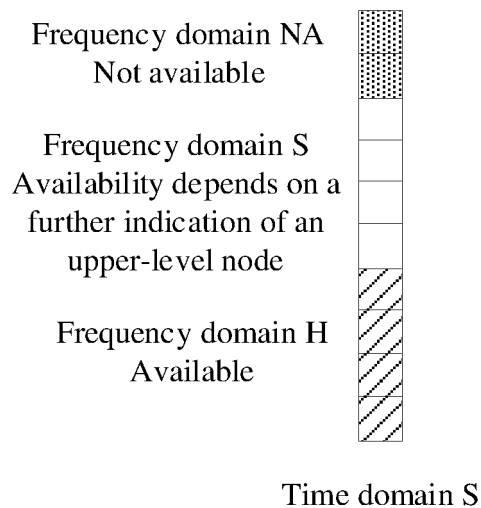 Frequency domain NA
Not available
Frequency domain S
Availability depends on a
further indication of an
upper-level node
Frequency domain H
Available
Time domain S